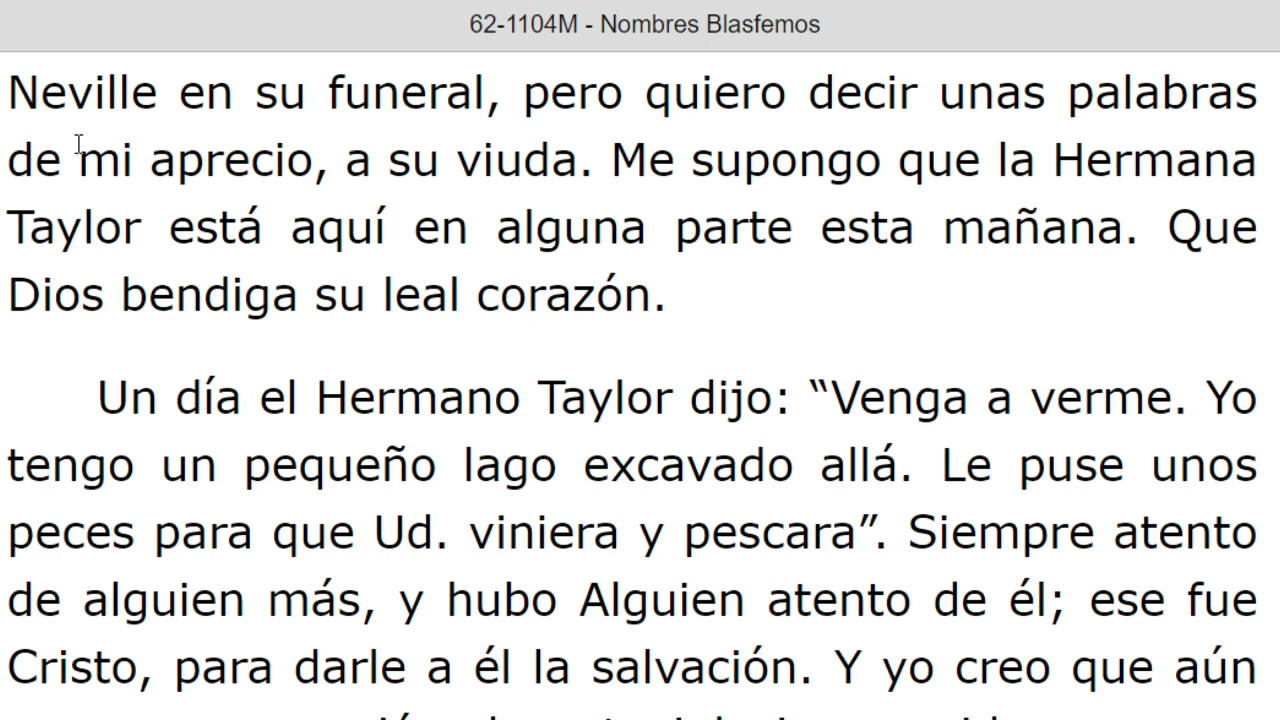 62-1104M - Nombres Blasfemos
Neville en su funeral, pero quiero decir unas palabras
de mi aprecio, a su viuda. Me supongo que la Hermana
Taylor está aquí en alguna parte esta mañana. Que
Dios bendiga su leal corazón.
Un día el Hermano Taylor dijo: “Venga a verme. Yo
tengo un pequeño lago excavado allá. Le puse unos
peces para que Ud. viniera y pescara”. Siempre atento
de alguien más, y hubo Alguien atento de él; ese fue
Cristo, para darle a él la salvación. Y yo creo que aún